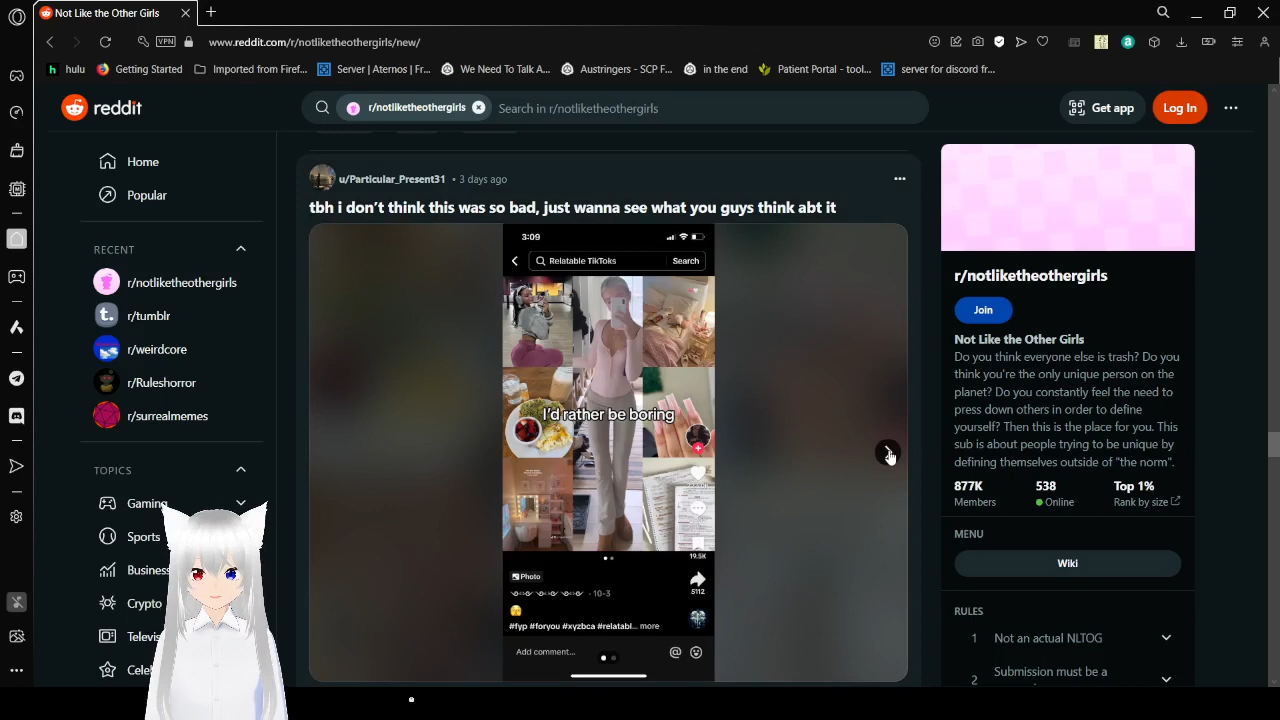 Not Like the Other Girls
VPN
www.reddit.com/r/notliketheothergirls/new/
hulu
Getting Started
Imported from Firef...
Server | Aternos | Fr...
We Need To Talk A...
Austringers - SCP F...
in the end
Patient Portal - tool...
server for discord fr...
reddit
r/notliketheothergirls
Search in r/notliketheothergirls
Get app
Log In
Home
Popular
RECENT
r/notliketheothergirls
r/tumblr
r/weirdcore
r/Ruleshorror
r/surrealmemes
TOPICS
Gaming
Sports
Business
Crypto
Televis
Celeb
u/Particular_Present31 • 3 days ago
tbh i don't think this was so bad, just wanna see what you guys think abt it
3:09
Relatable TikToks
Search
I'd rather be boring
19.5K
Photo
· 10-3
5112
#fyp #foryou #xyzbca #relatabl... more
Add comment...
r/notliketheothergirls
Join
Not Like the Other Girls
Do you think everyone else is trash? Do you
think you're the only unique person on the
planet? Do you constantly feel the need to
press down others in order to define
yourself? Then this is the place for you. This
sub is about people trying to be unique by
defining themselves outside of "the norm".
877K
538
Top 1%
Members
Online
Rank by size
MENU
Wiki
RULES
1 Not an actual NLTOG
Submission must be a
2